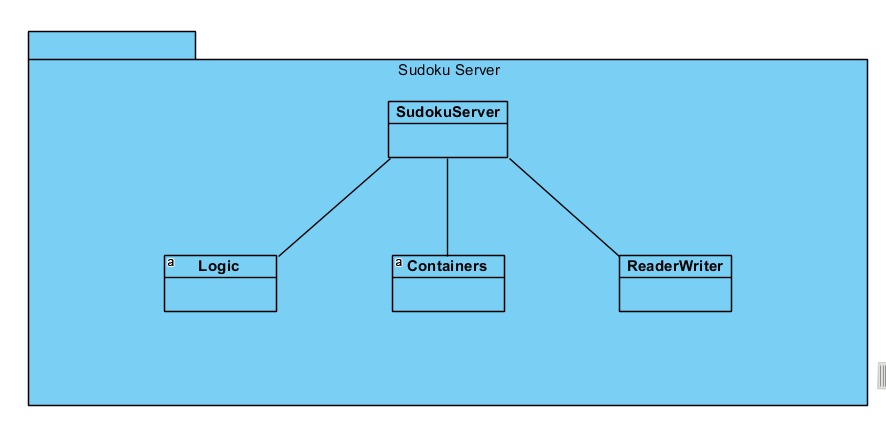 Sudoku Server
SudokuServer
a Logic
a Containers
ReaderWriter